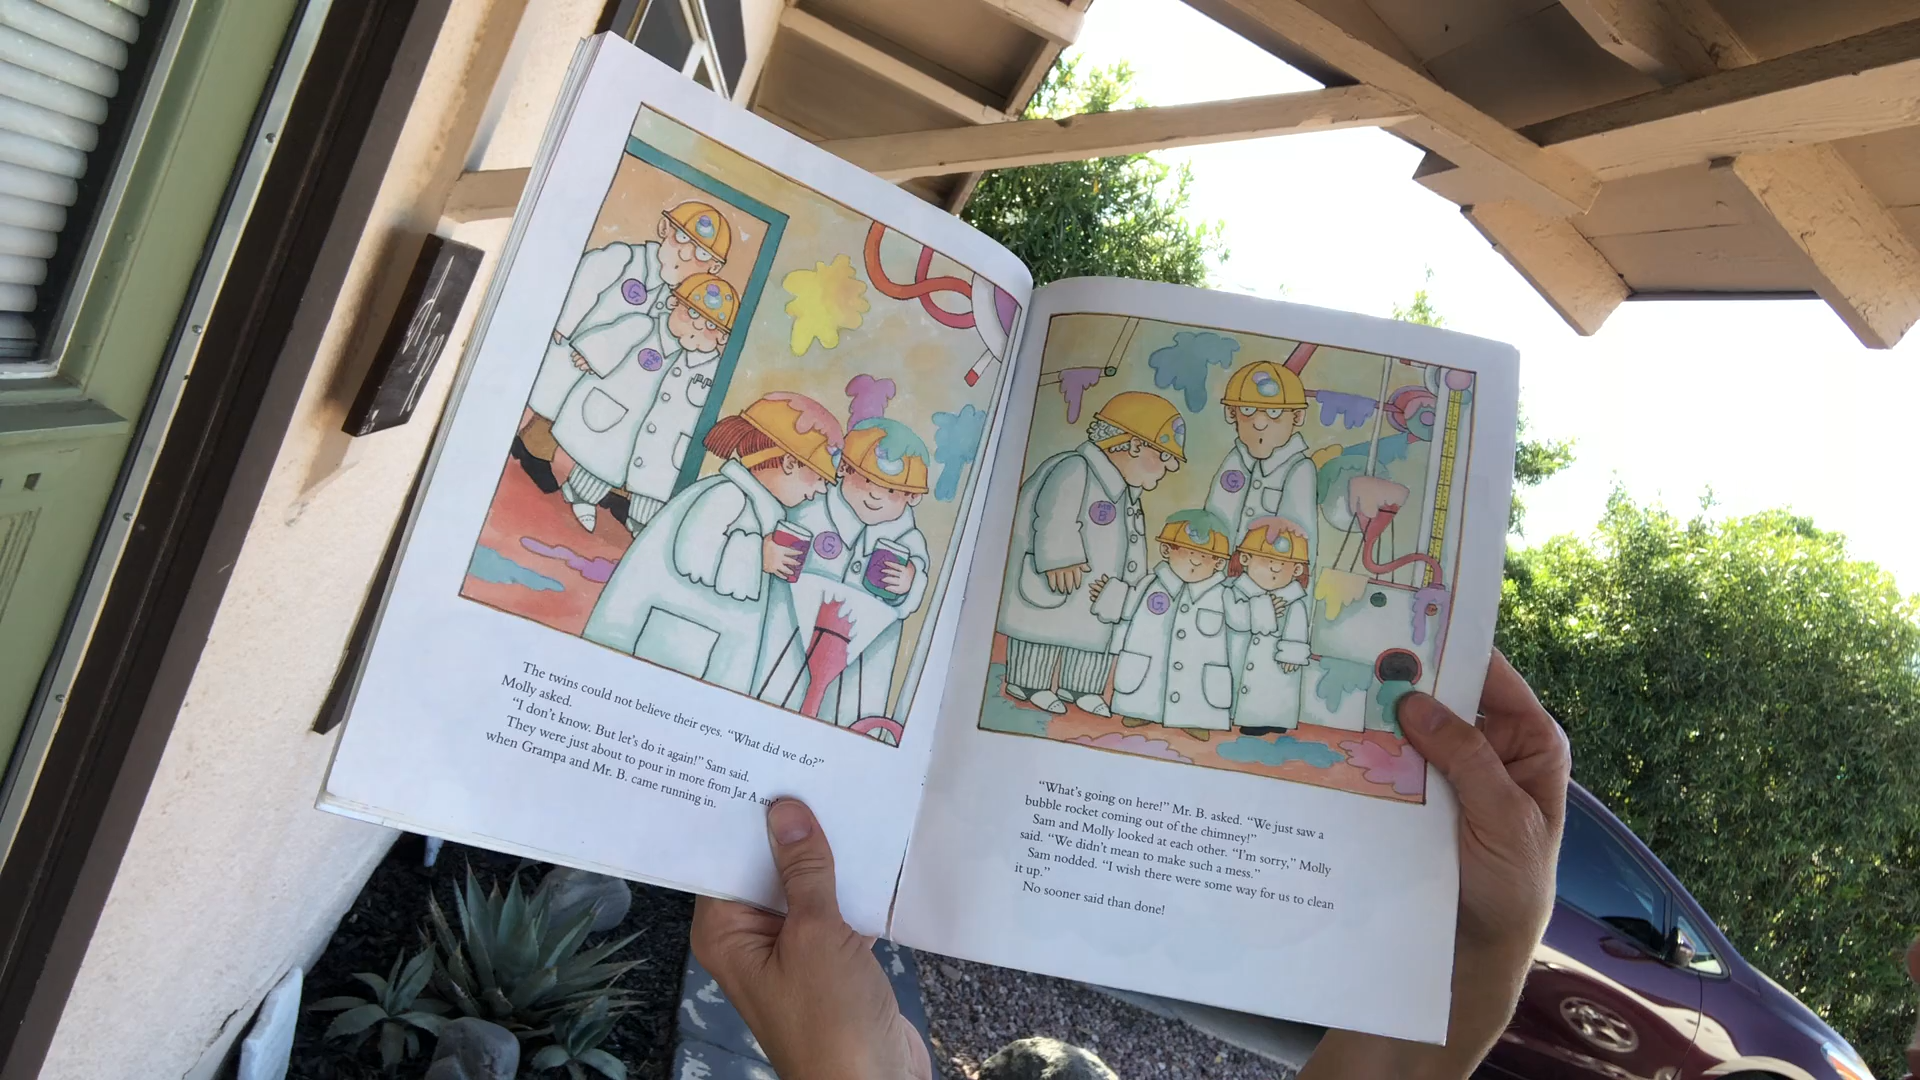 The twins could not believe their eyes. “What did we do?”
Molly asked.
“I don’t know. But let’s do it again!” Sam said.
They were just about to pour in more from Jar A and
when Grampa and Mr. B. came running in.
“What’s going on here!” Mr. B. asked. “We just saw a
bubble rocket coming out of the chimney!”
Sam and Molly looked at each other. “I’m sorry,” Molly
said. “We didn’t mean to make such a mess.”
Sam nodded. “I wish there were some way for us to clean
it up.”
No sooner said than done!
G.
G.
G.
MR.
B
G.